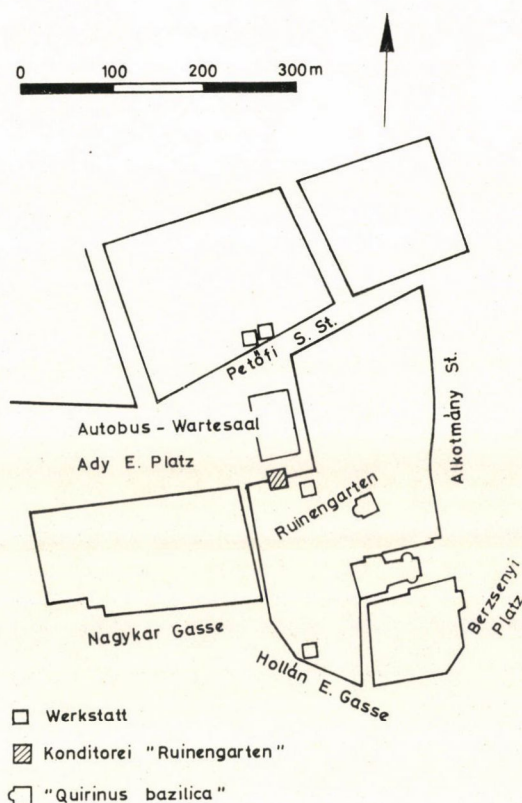 0 100 200 300 m
Petőfi S. St.
Autobus - Wartesaal
Ady E. Platz
Alkotmány St.
Ruinengarten
Berzsenyi
Platz
Nagykar Gasse
Hollán E. Gasse
Werkstatt
Konditorei "Ruinengarten"
"Quirinus bazilica"